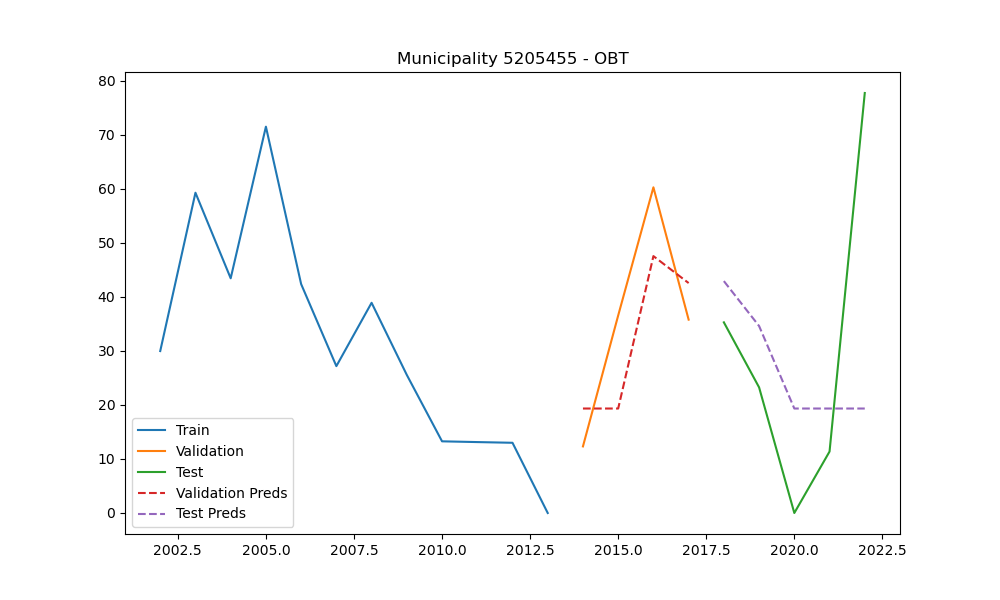 Municipality 5205455 - OBT
80
70
60
50
40
30
20
10
0
Train
Validation
Test
Validation Preds
Test Preds
2002.5 2005.0 2007.5 2010.0 2012.5 2015.0 2017.5 2020.0 2022.5